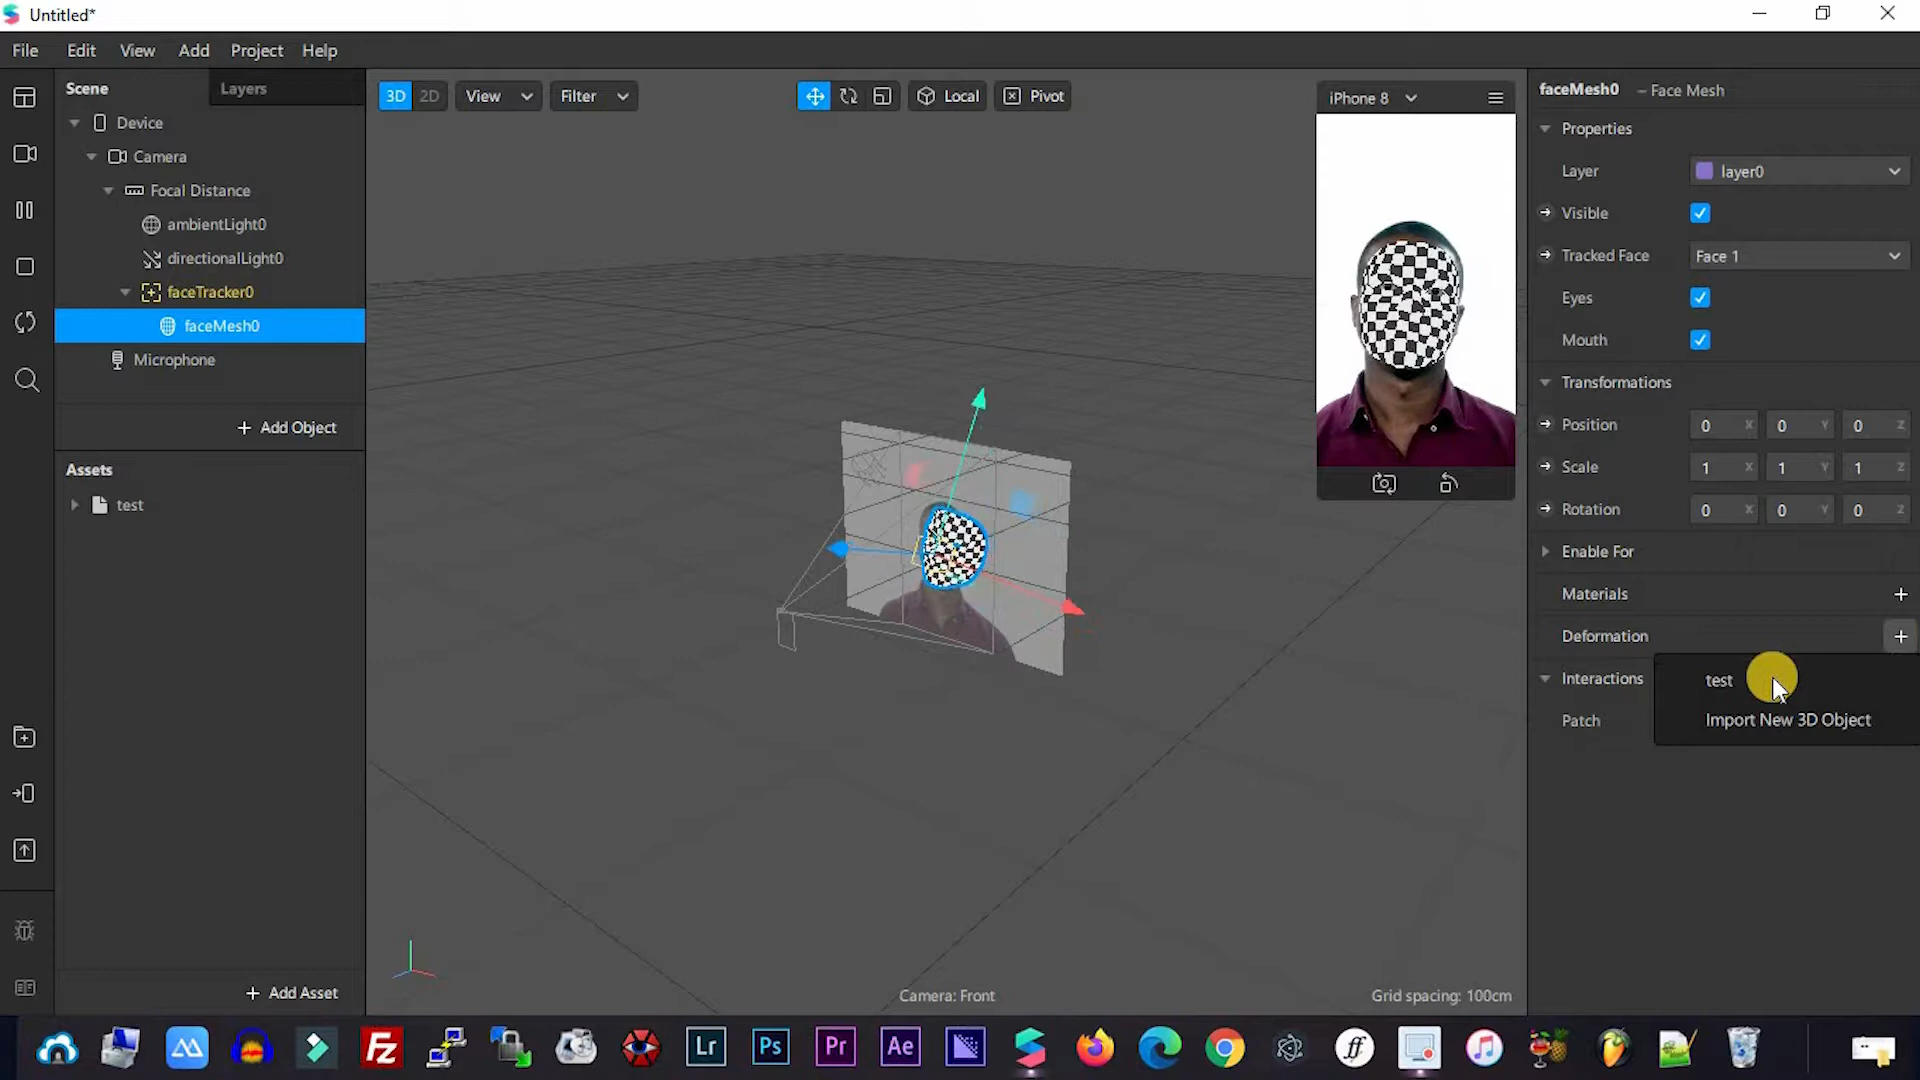 Untitled*
File Edit View Add Project Help
Scene Layers
Device
Camera
Focal Distance
ambientLight0
directionalLight0
faceTracker0
faceMesh0
Microphone
+ Add Object
Assets
test
+ Add Asset
3D 2D View Filter Local Pivot
Camera: Front
Grid spacing: 100cm
iPhone 8
faceMesh0 – Face Mesh
Properties
Layer layer0
Visible
Tracked Face Face 1
Eyes
Mouth
Transformations
Position 0 X 0 Y 0 Z
Scale 1 X 1 Y 1 Z
Rotation 0 X 0 Y 0 Z
Enable For
Materials +
Deformation +
Interactions
test
Patch
Import New 3D Object
Fz Lr Ps Pr Ae ff